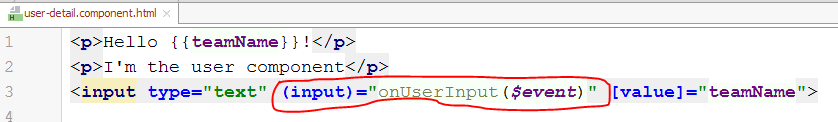 user-detail.component.html
1 <p>Hello {{teamName}}!</p>
2 <p>I'm the user component</p>
3 <input type="text" (input)="onUserInput($event)" [value]="teamName">
4